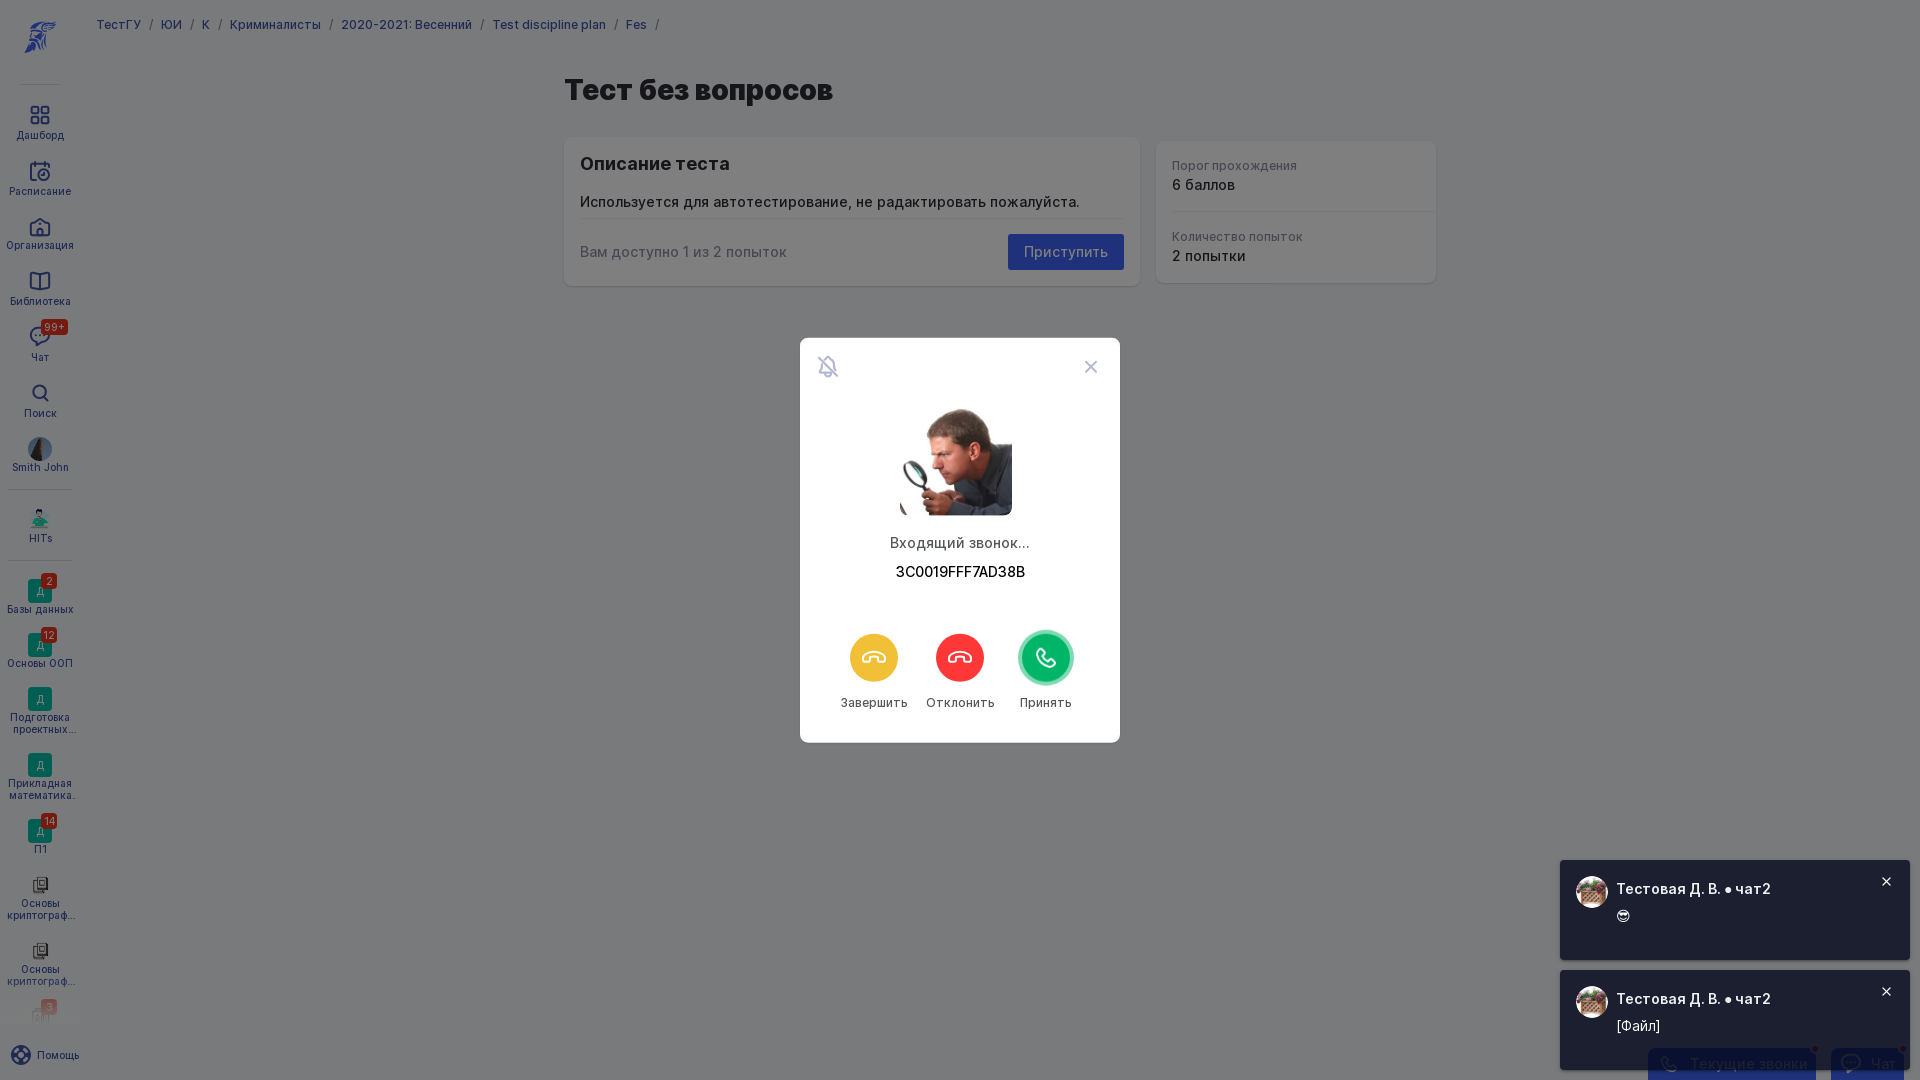 ТестГУ / ЮИ / К / Криминалисты / 2020-2021: Весенний / Test discipline plan / Fes /
Дашборд
Расписание
Организация
Библиотека
99+
Чат
Поиск
Smith John
HITs
2
Д
Базы данных
12
Д
Основы ООП
Д
Подготовка
проектных...
Д
Прикладная
математика.
14
Д
П1
Основы
криптограф...
Основы
криптограф...
3
Помощь
Тест без вопросов
Описание теста
Используется для автотестирование, не радактировать пожалуйста.
Вам доступно 1 из 2 попыток
Приступить
Порог прохождения
6 баллов
Количество попыток
2 попытки
Входящий звонок...
3C0019FFF7AD38B
Завершить
Отклонить
Принять
Тестовая Д. В. ● чат2
😎
Тестовая Д. В. ● чат2
[Файл]
Текущие звонки
Чат